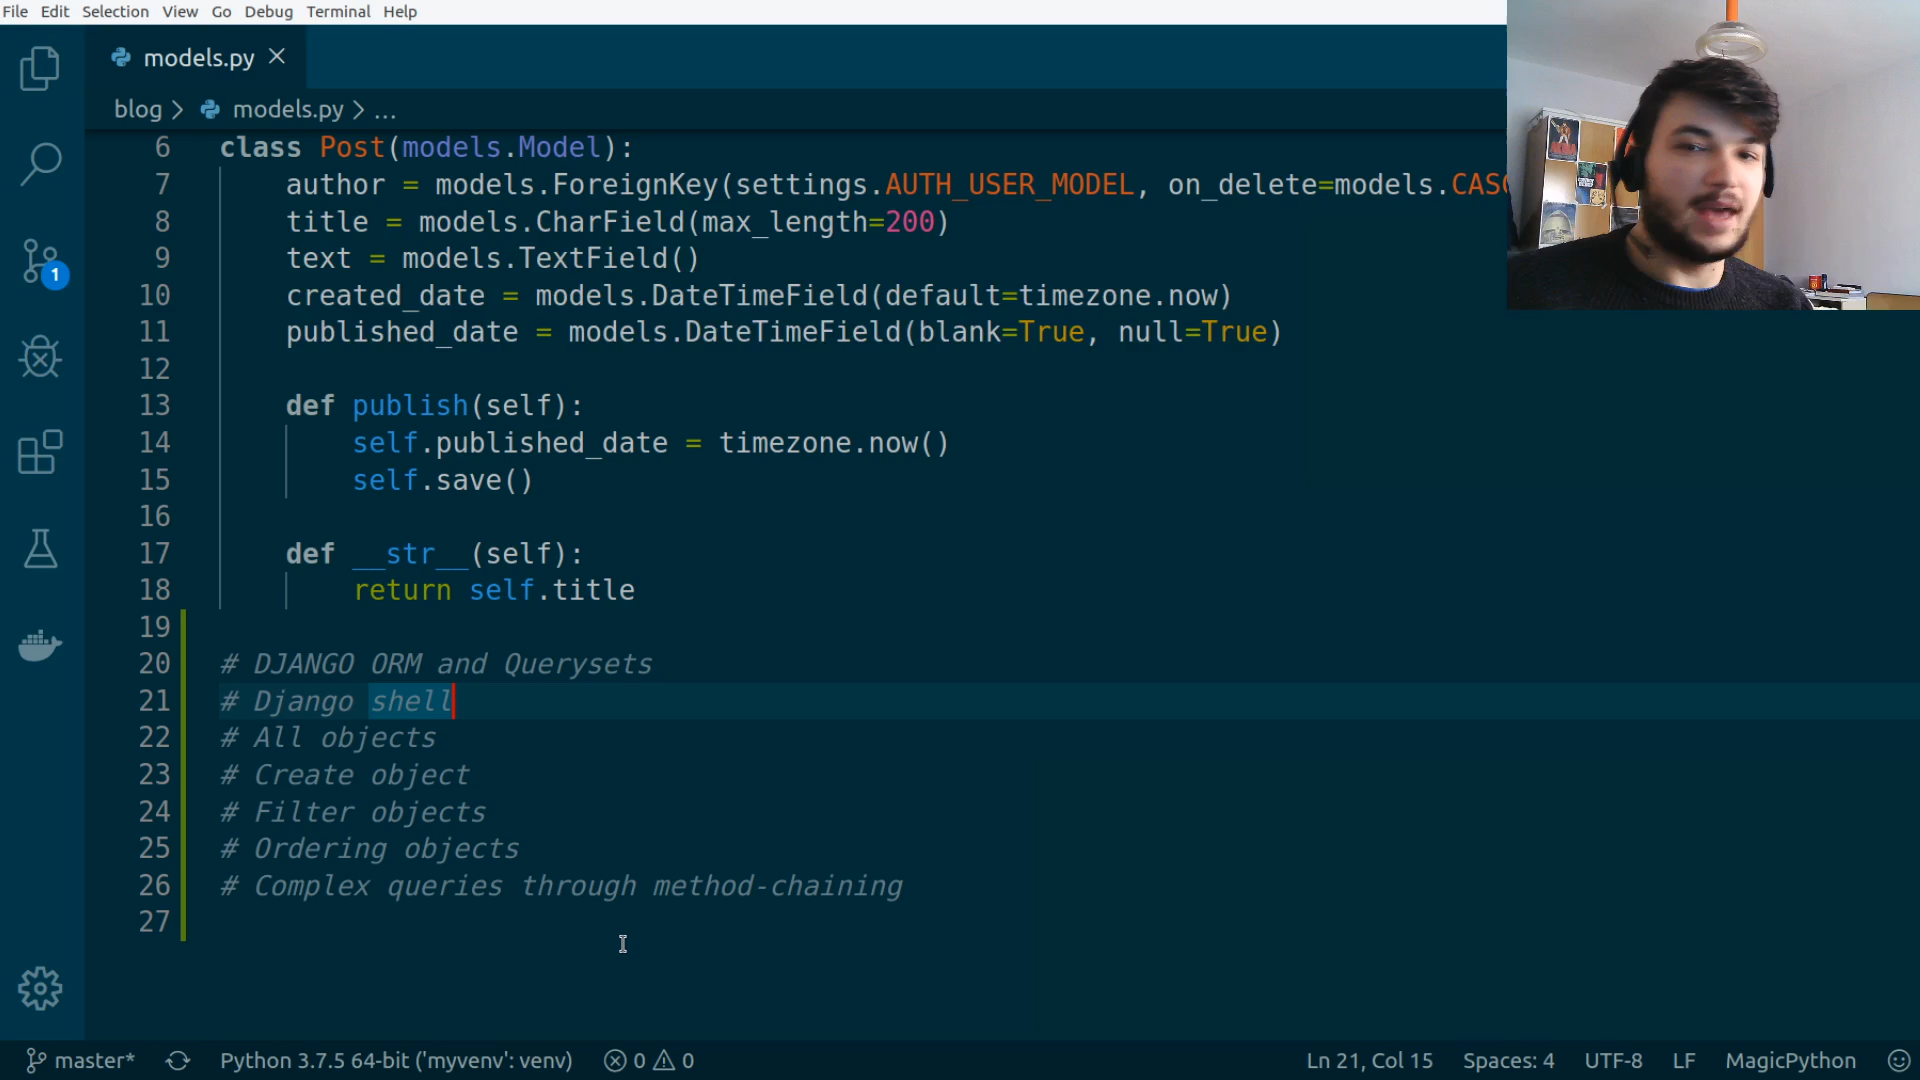 File Edit Selection View Go Debug Terminal Help
models.py
blog > models.py > ...
6 class Post(models.Model):
7 author = models.ForeignKey(settings.AUTH_USER_MODEL, on_delete=models.CASC
8 title = models.CharField(max_length=200)
9 text = models.TextField()
10 created_date = models.DateTimeField(default=timezone.now)
11 published_date = models.DateTimeField(blank=True, null=True)
12
13 def publish(self):
14 self.published_date = timezone.now()
15 self.save()
16
17 def __str__(self):
18 return self.title
19
20 # DJANGO ORM and Querysets
21 # Django shell
22 # All objects
23 # Create object
24 # Filter objects
25 # Ordering objects
26 # Complex queries through method-chaining
27
1
master* Python 3.7.5 64-bit ('myvenv': venv) 0 0 Ln 21, Col 15 Spaces: 4 UTF-8 LF MagicPython